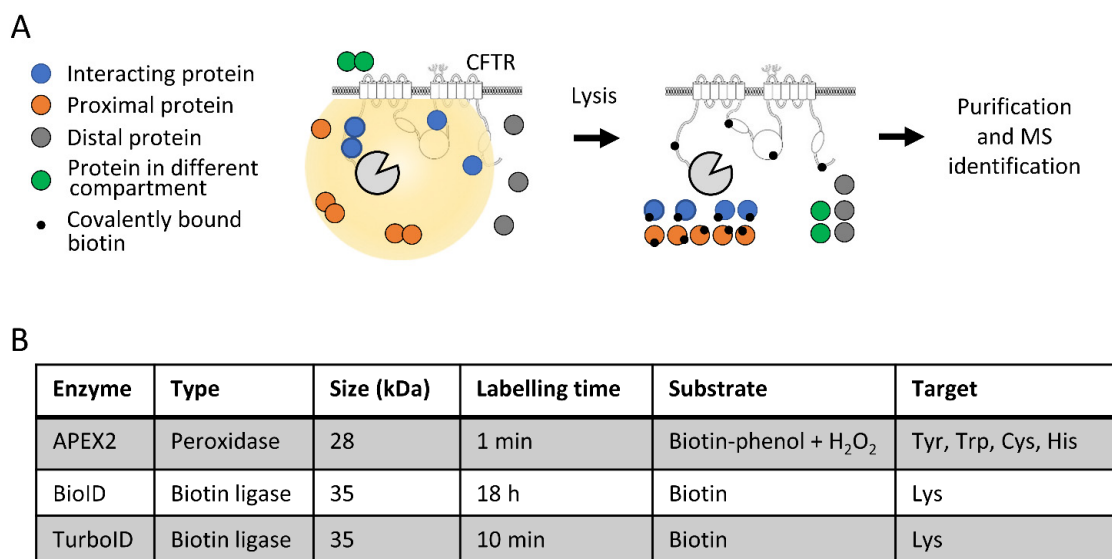 A
Interacting protein
Proximal protein
Distal protein
Protein in different
compartment
Covalently bound
biotin
CFTR
Lysis
Purification
and MS
identification
B
Enzyme Type Size (kDa) Labelling time Substrate Target
APEX2 Peroxidase 28 1 min Biotin-phenol + H₂O₂ Tyr, Trp, Cys, His
BioID Biotin ligase 35 18 h Biotin Lys
TurboID Biotin ligase 35 10 min Biotin Lys